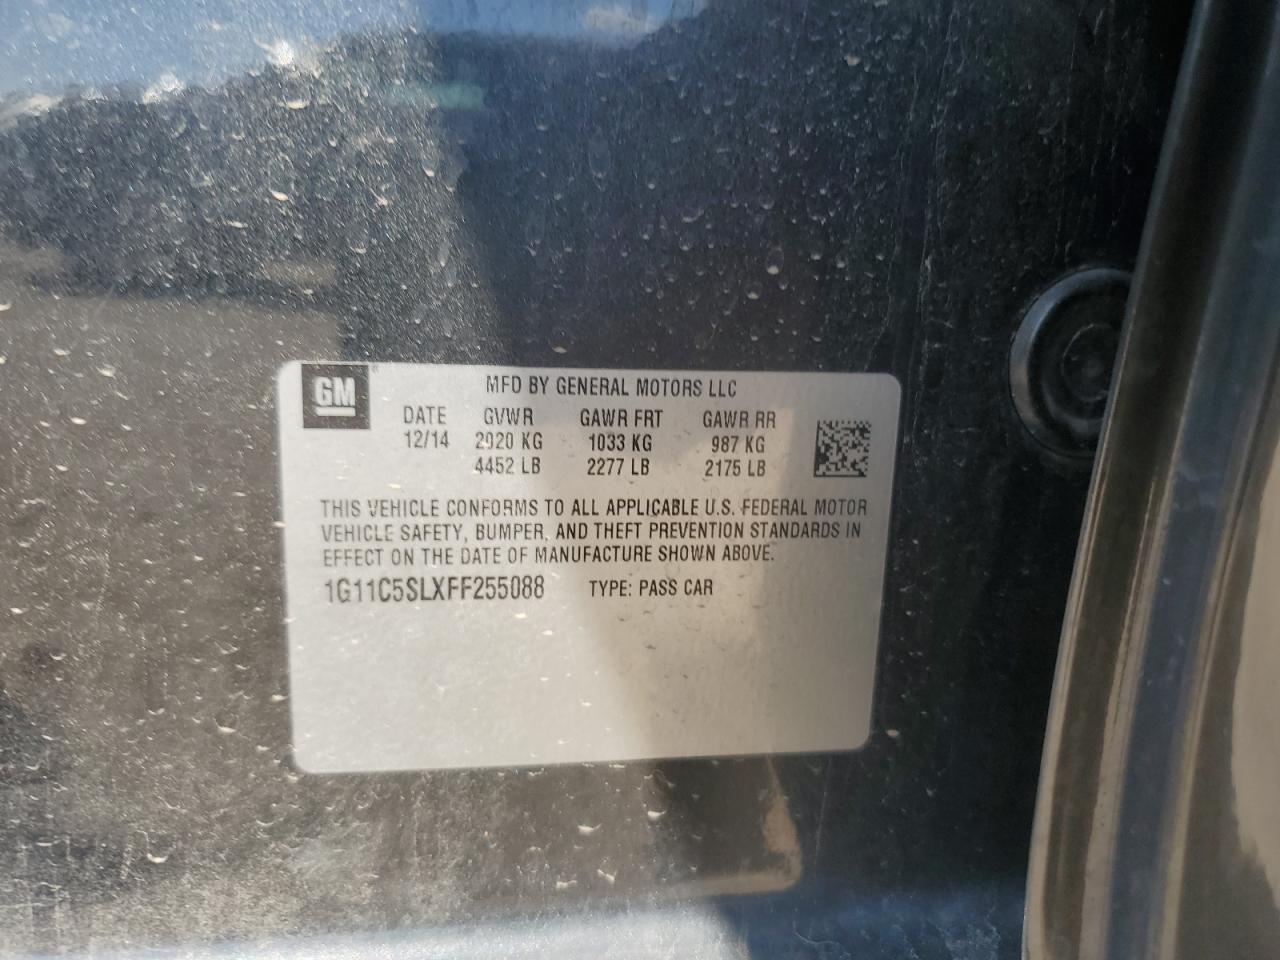 GM
MFD BY GENERAL MOTORS LLC
DATE GVWR GAWR FRT GAWR RR
12/14 2020 KG 1033 KG 987 KG
4452 LB 2277 LB 2175 LB
THIS VEHICLE CONFORMS TO ALL APPLICABLE U.S. FEDERAL MOTOR
VEHICLE SAFETY, BUMPER, AND THEFT PREVENTION STANDARDS IN
EFFECT ON THE DATE OF MANUFACTURE SHOWN ABOVE.
1G11C5SLXFF255088 TYPE: PASS CAR